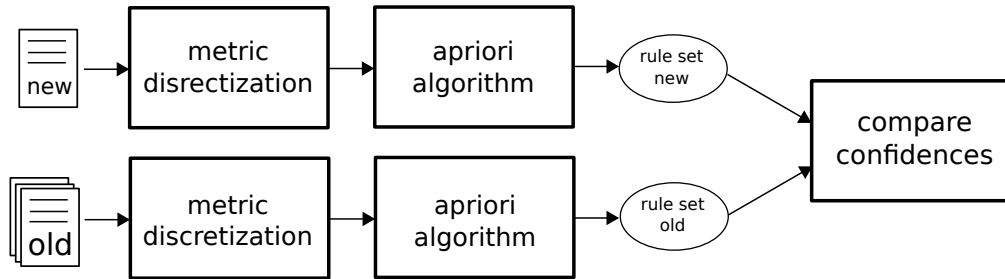 new
metric
disrectization
apriori
algorithm
rule set
new
compare
confidences
old
metric
discretization
apriori
algorithm
rule set
old